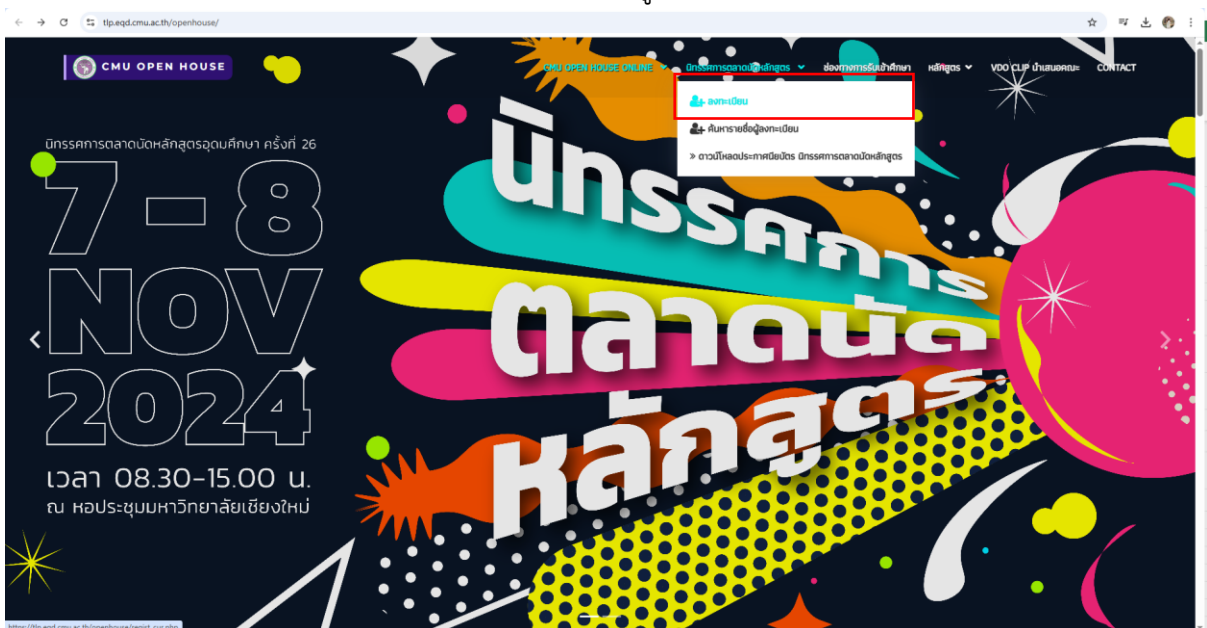 tlp.eqd.cmu.ac.th/openhouse/
CMU OPEN HOUSE
CMU OPEN HOUSE ONLINE
นิทรรศการตลาดนัดหลักสูตร
ช่องทางการรับเข้าศึกษา
หลักสูตร
VDO CLIP นำเสนอคณะ
CONTACT
ลงทะเบียน
ค้นหารายชื่อผู้ลงทะเบียน
» ดาวน์โหลดประกาศนียบัตร นิทรรศการตลาดนัดหลักสูตร
นิทรรศการตลาดนัดหลักสูตรอุดมศึกษา ครั้งที่ 26
7 – 8
NOV
2024
เวลา 08.30-15.00 น.
ณ หอประชุมมหาวิทยาลัยเชียงใหม่
นิทรรศการ
ตลาดนัด
หลักสูตร